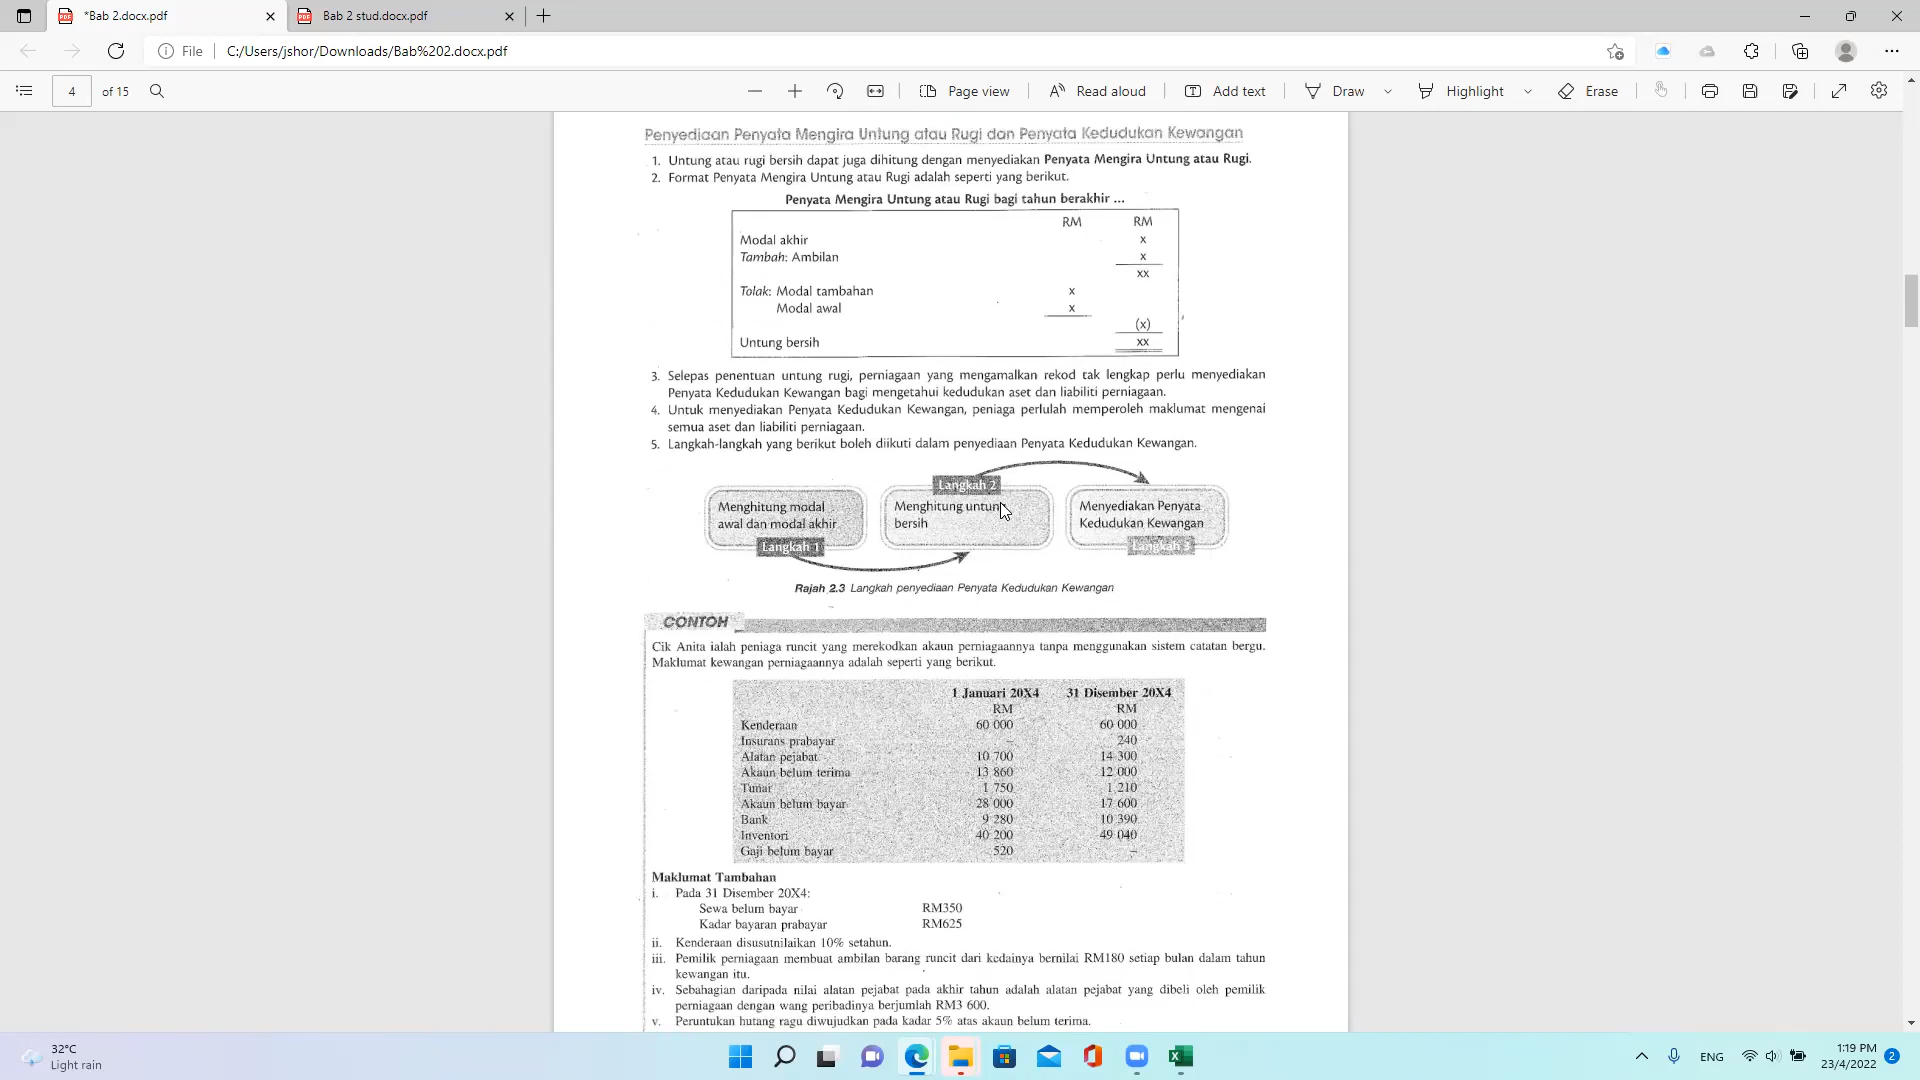 *Bab 2.docx.pdf
Bab 2 stud.docx.pdf
File
C:/Users/jshor/Downloads/Bab%202.docx.pdf
4 of 15
Page view
Read aloud
Add text
Draw
Highlight
Erase
Penyediaan Penyata Mengira Untung atau Rugi dan Penyata Kedudukan Kewangan
1. Untung atau rugi bersih dapat juga dihitung dengan menyediakan Penyata Mengira Untung atau Rugi.
2. Format Penyata Mengira Untung atau Rugi adalah seperti yang berikut.
Penyata Mengira Untung atau Rugi bagi tahun berakhir ...
RM RM
Modal akhir x
Tambah: Ambilan x
xx
Tolak: Modal tambahan x
Modal awal x
(x)
Untung bersih xx
3. Selepas penentuan untung rugi, perniagaan yang mengamalkan rekod tak lengkap perlu menyediakan
Penyata Kedudukan Kewangan bagi mengetahui kedudukan aset dan liabiliti perniagaan.
4. Untuk menyediakan Penyata Kedudukan Kewangan, peniaga perlulah memperoleh maklumat mengenai
semua aset dan liabiliti perniagaan.
5. Langkah-langkah yang berikut boleh diikuti dalam penyediaan Penyata Kedudukan Kewangan.
Menghitung modal
awal dan modal akhir
Langkah 1
Langkah 2
Menghitung untung
bersih
Menyediakan Penyata
Kedudukan Kewangan
Langkah 3
Rajah 2.3 Langkah penyediaan Penyata Kedudukan Kewangan
CONTOH
Cik Anita ialah peniaga runcit yang merekodkan akaun perniagaannya tanpa menggunakan sistem catatan bergu.
Maklumat kewangan perniagaannya adalah seperti yang berikut.
1 Januari 20X4 31 Disember 20X4
RM RM
Kenderaan 60 000 60 000
Insurans prabayar – 240
Alatan pejabat 10 700 14 300
Akaun belum terima 13 860 12 000
Tunai 1 750 1 210
Akaun belum bayar 28 000 17 600
Bank 9 280 10 390
Inventori 40 200 49 040
Gaji belum bayar 520 –
Maklumat Tambahan
i. Pada 31 Disember 20X4:
Sewa belum bayar RM350
Kadar bayaran prabayar RM625
ii. Kenderaan disusutnilaikan 10% setahun.
iii. Pemilik perniagaan membuat ambilan barang runcit dari kedainya bernilai RM180 setiap bulan dalam tahun
kewangan itu.
iv. Sebahagian daripada nilai alatan pejabat pada akhir tahun adalah alatan pejabat yang dibeli oleh pemilik
perniagaan dengan wang peribadinya berjumlah RM3 600.
v. Peruntukan hutang ragu diwujudkan pada kadar 5% atas akaun belum terima.
32°C
Light rain
ENG
1:19 PM
23/4/2022
2